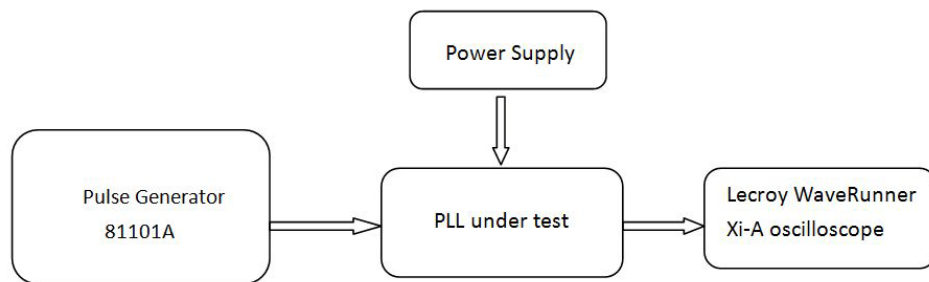 Power Supply
Pulse Generator
81101A
PLL under test
Lecroy WaveRunner
Xi-A oscilloscope